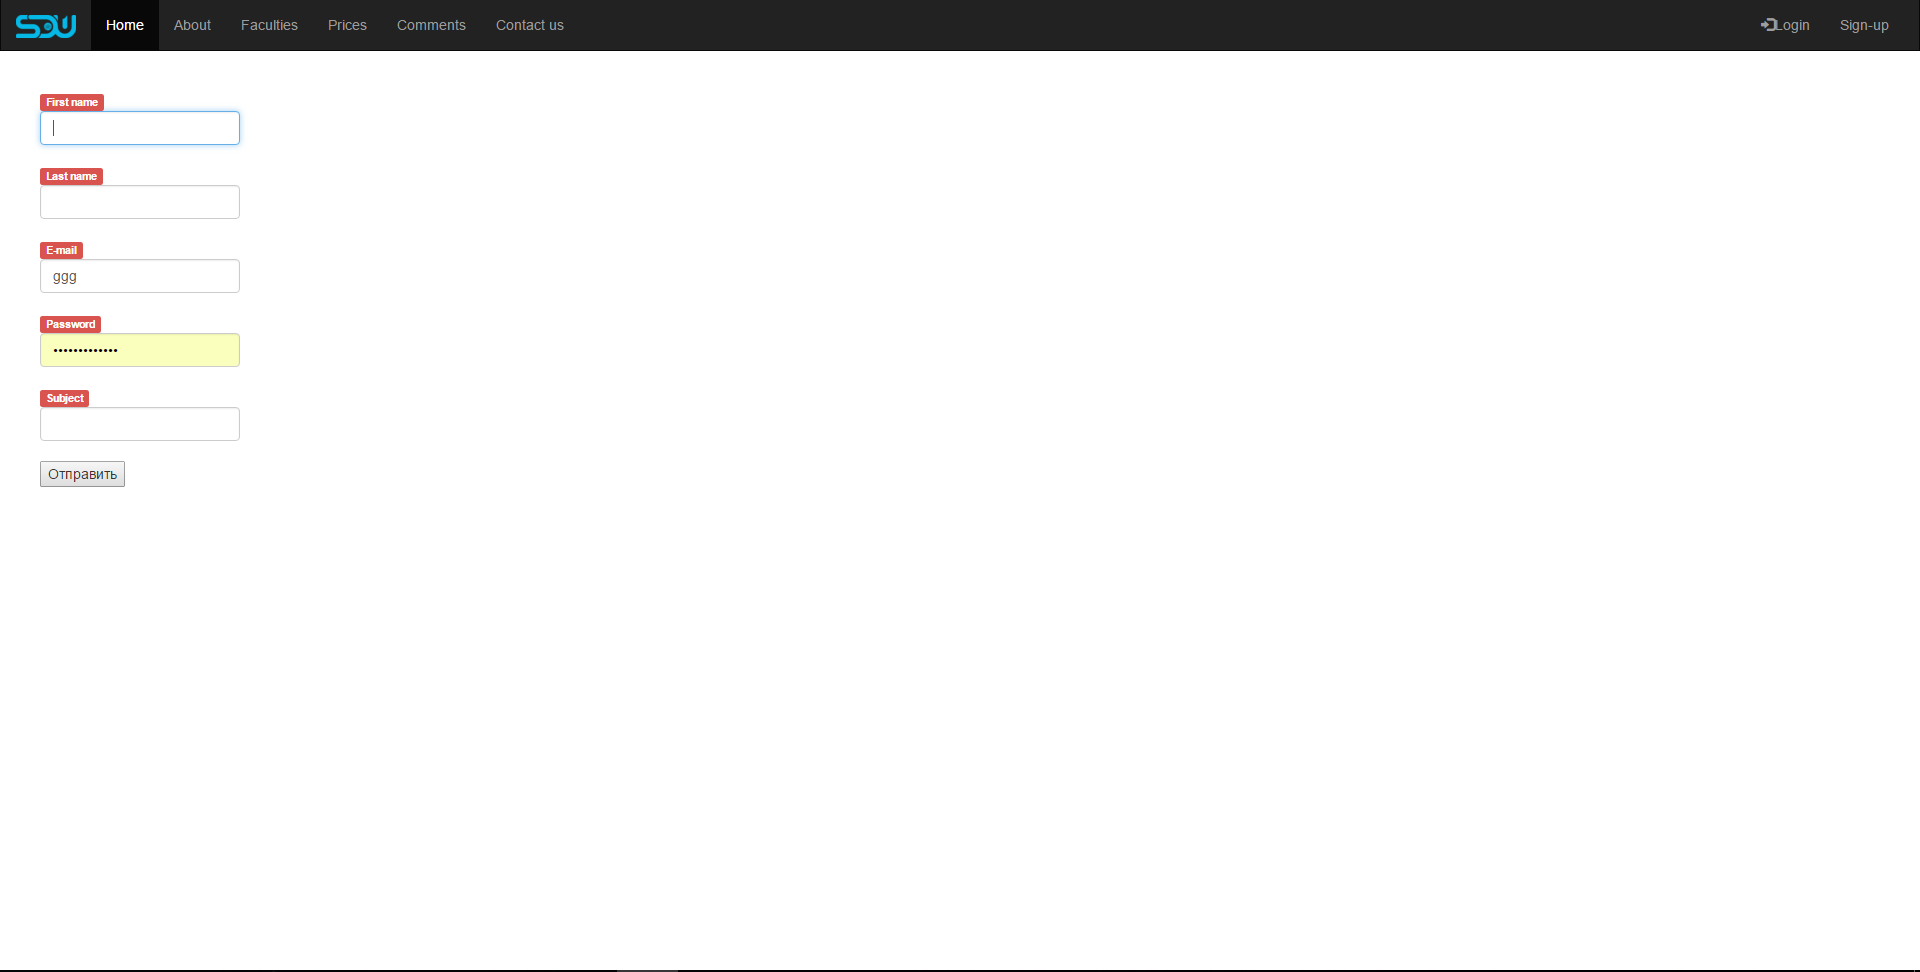 SDU Home About Faculties Prices Comments Contact us Login Sign-up
First name
Last name
E-mail
ggg
Password
•••••••••••••
Subject
Отправить